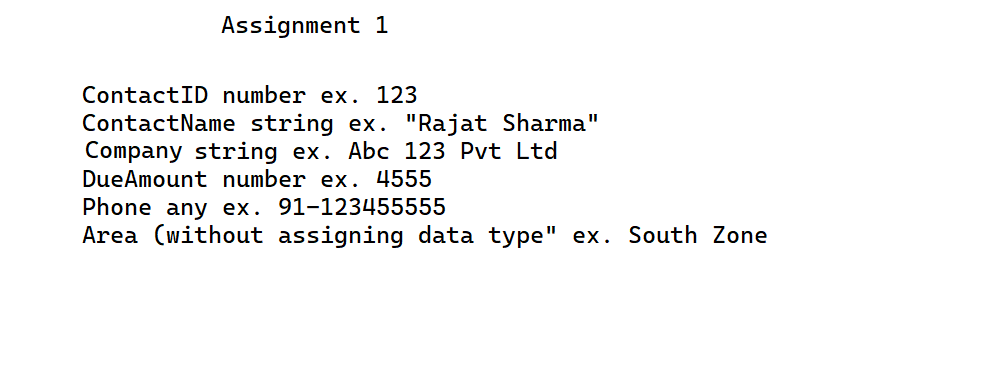 Assignment 1
ContactID number ex. 123
ContactName string ex. "Rajat Sharma"
Company string ex. Abc 123 Pvt Ltd
DueAmount number ex. 4555
Phone any ex. 91-123455555
Area (without assigning data type" ex. South Zone